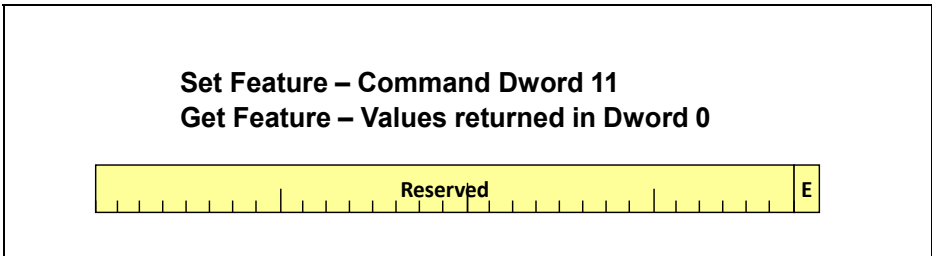 Set Feature – Command Dword 11
Get Feature – Values returned in Dword 0
Reserved E